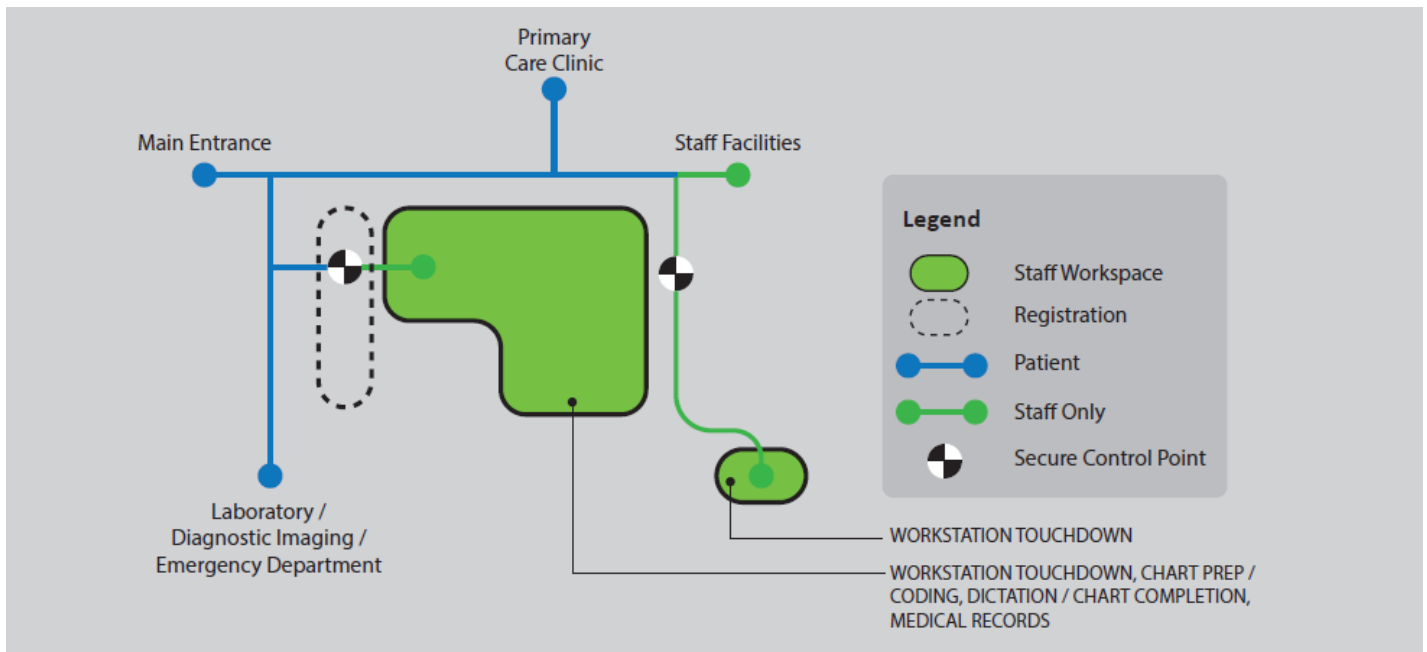 Primary
Care Clinic
Main Entrance
Staff Facilities
Laboratory /
Diagnostic Imaging /
Emergency Department
Legend
Staff Workspace
Registration
Patient
Staff Only
Secure Control Point
WORKSTATION TOUCHDOWN
WORKSTATION TOUCHDOWN, CHART PREP /
CODING, DICTATION / CHART COMPLETION,
MEDICAL RECORDS